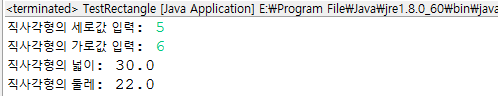 <terminated> TestRectangle [Java Application] E:₩Program File₩Java₩jre1.8.0_60₩bin₩java
직사각형의 세로값 입력: 5
직사각형의 가로값 입력: 6
직사각형의 넓이: 30.0
직사각형의 둘레: 22.0